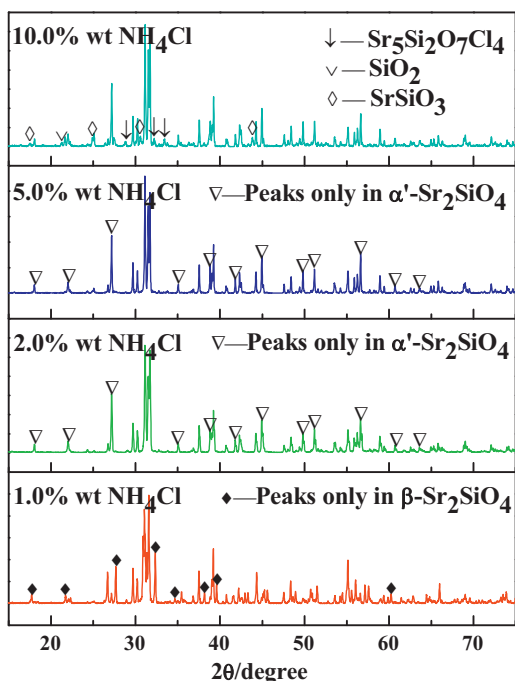 10.0% wt NH₄Cl ↓—Sr₅Si₂O₇Cl₄
∨—SiO₂
◊—SrSiO₃
5.0% wt NH₄Cl ▽—Peaks only in α'-Sr₂SiO₄
2.0% wt NH₄Cl ▽—Peaks only in α'-Sr₂SiO₄
1.0% wt NH₄Cl ◆—Peaks only in β-Sr₂SiO₄
20 30 40 50 60 70
2θ/degree